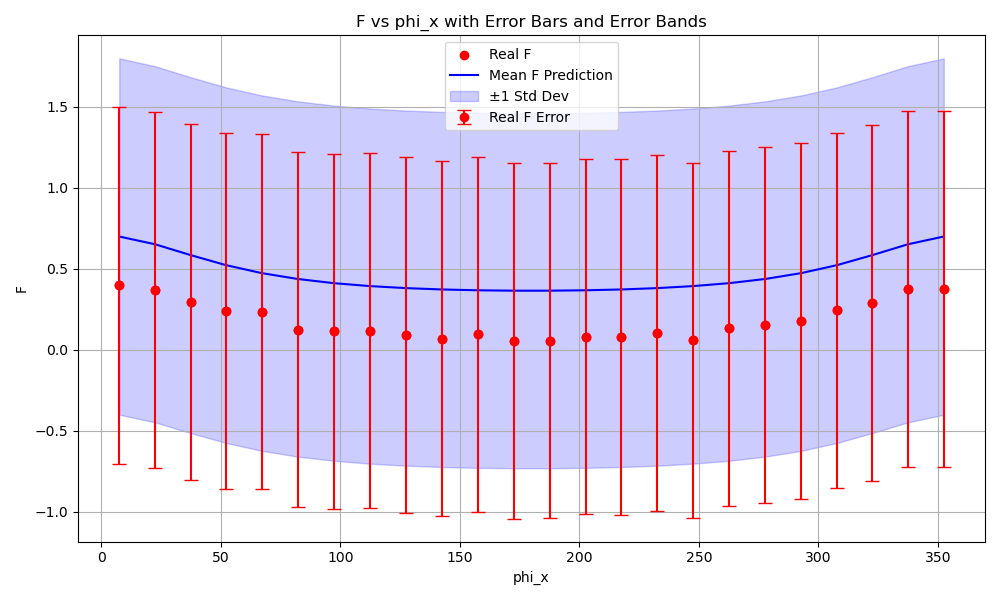 F vs phi_x with Error Bars and Error Bands
Real F
Mean F Prediction
±1 Std Dev
Real F Error
1.5
1.0
0.5
0.0
−0.5
−1.0
F
0 50 100 150 200 250 300 350
phi_x